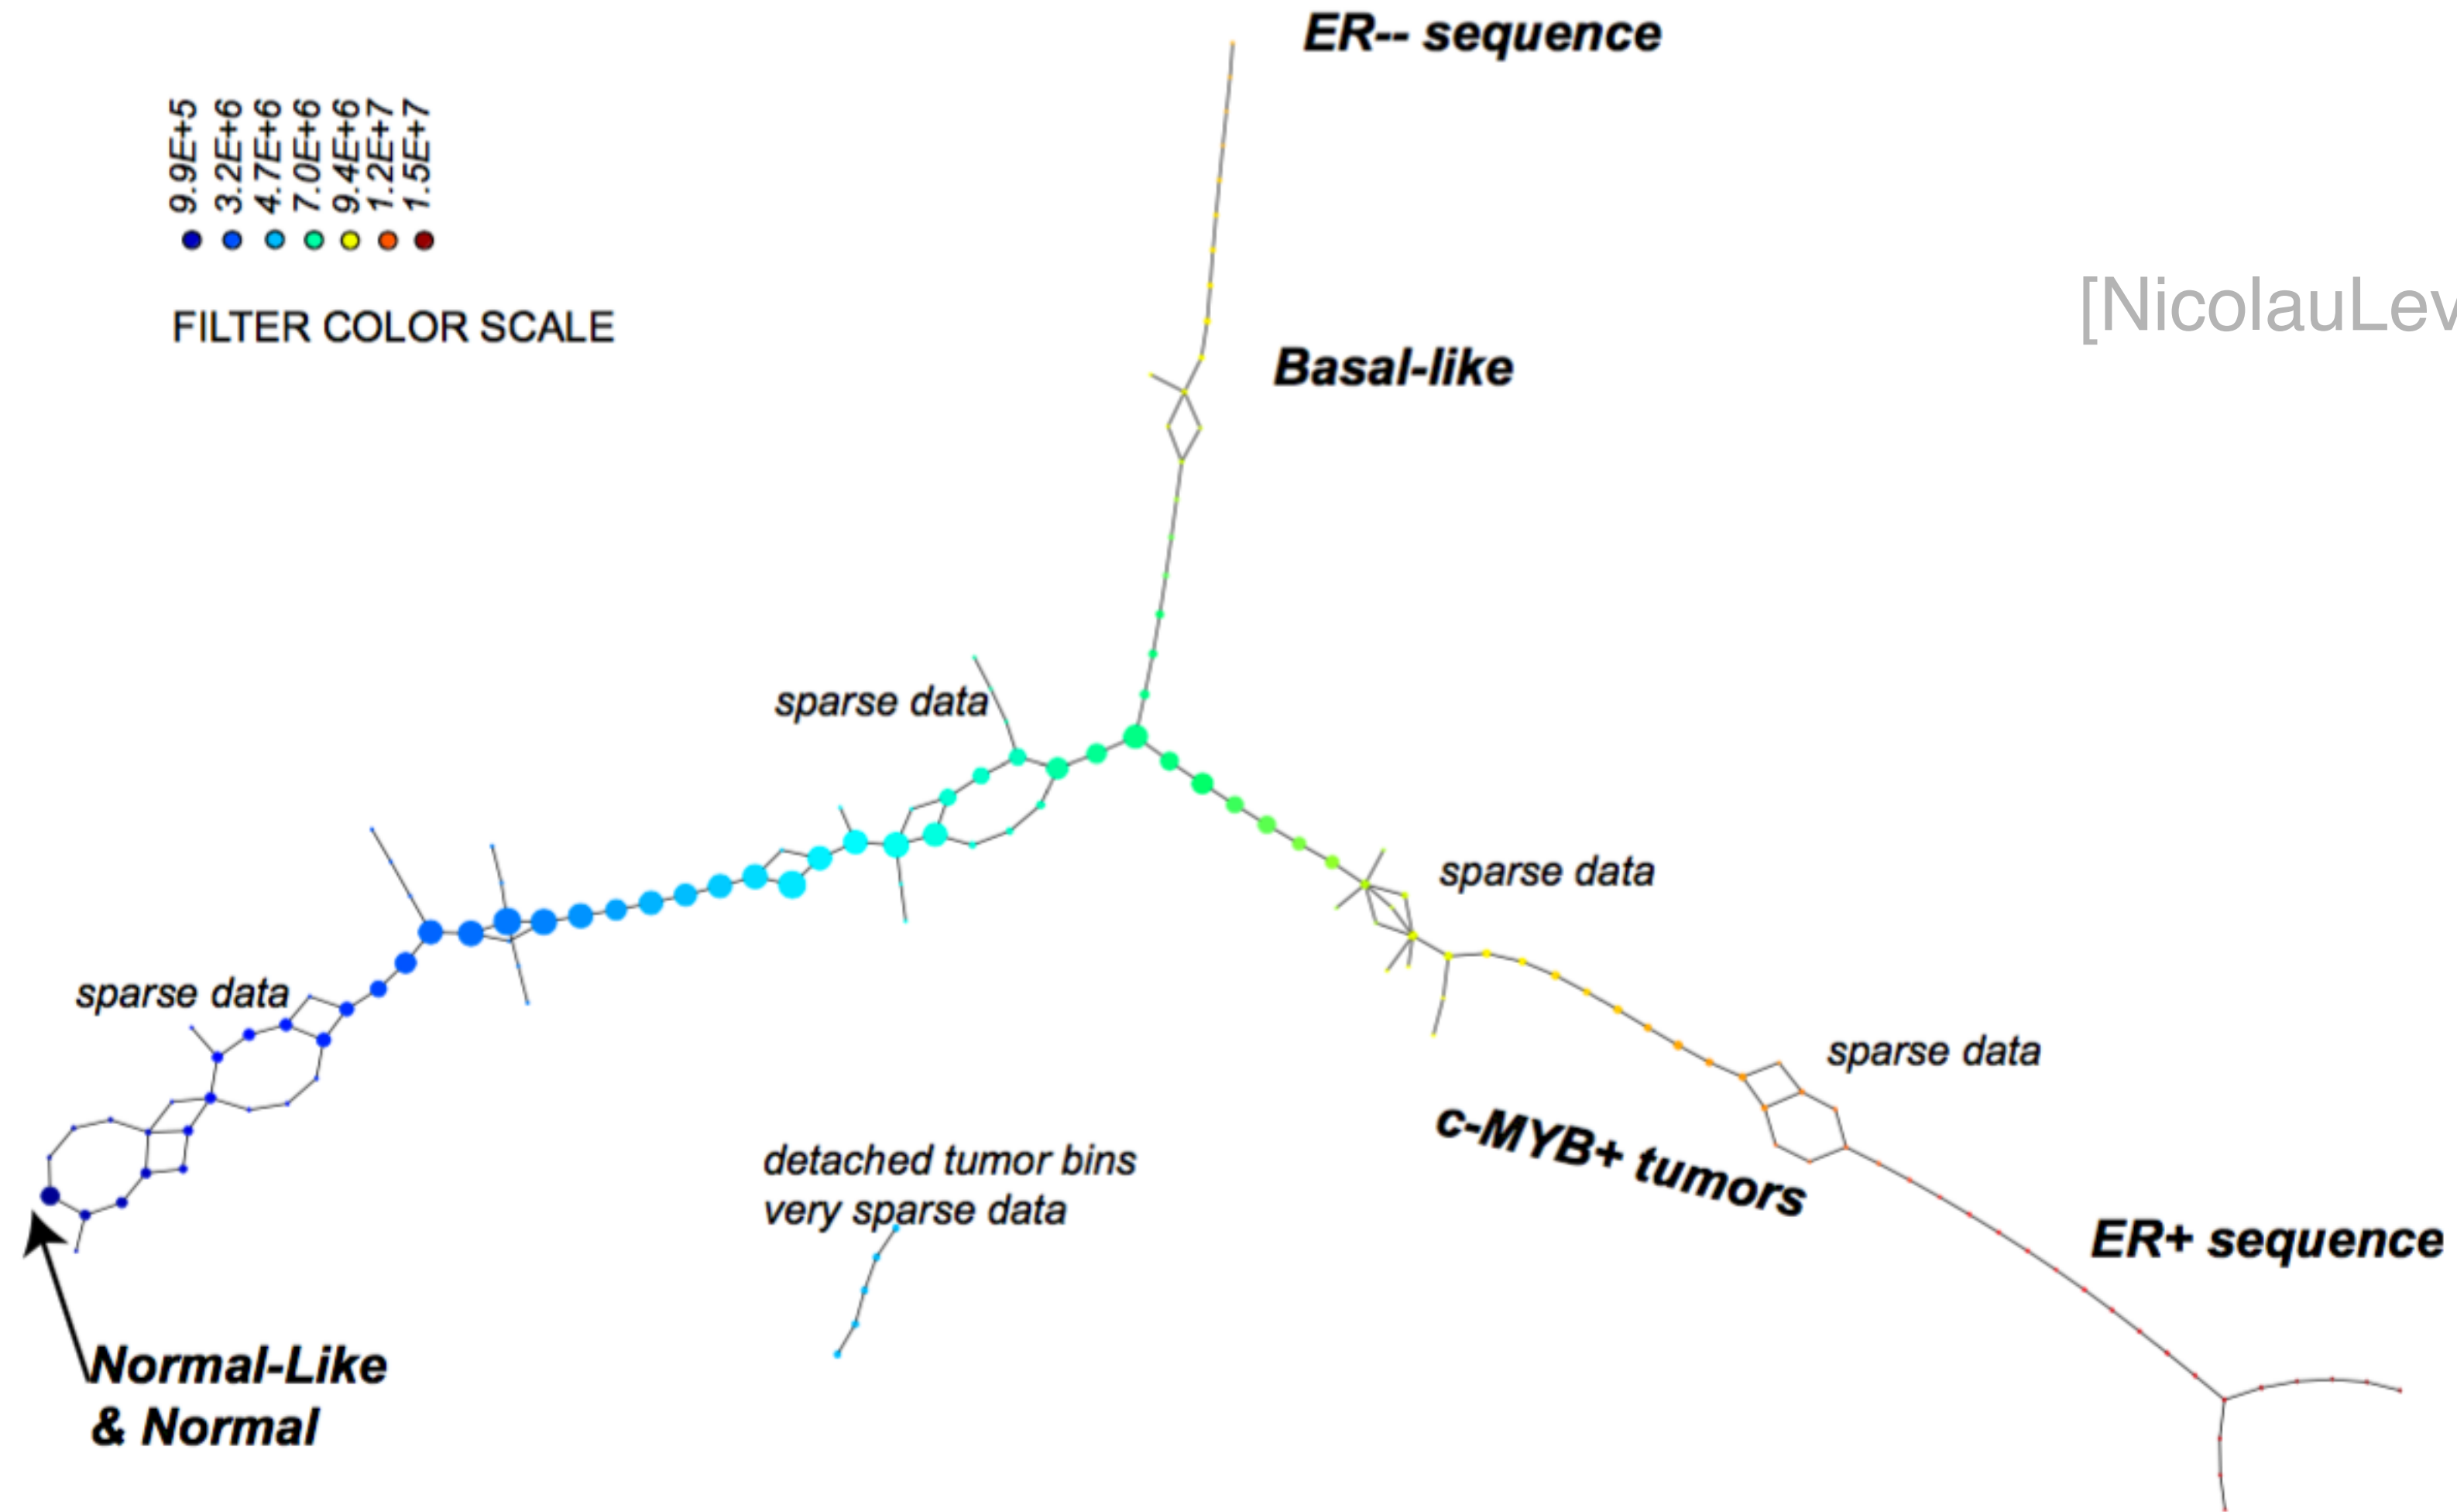 ER-- sequence
9.9E+5
3.2E+6
4.7E+6
7.0E+6
9.4E+6
1.2E+7
1.5E+7
FILTER COLOR SCALE
[NicolauLev
Basal-like
sparse data
sparse data
sparse data
sparse data
c-MYB+ tumors
detached tumor bins
very sparse data
ER+ sequence
Normal-Like
& Normal